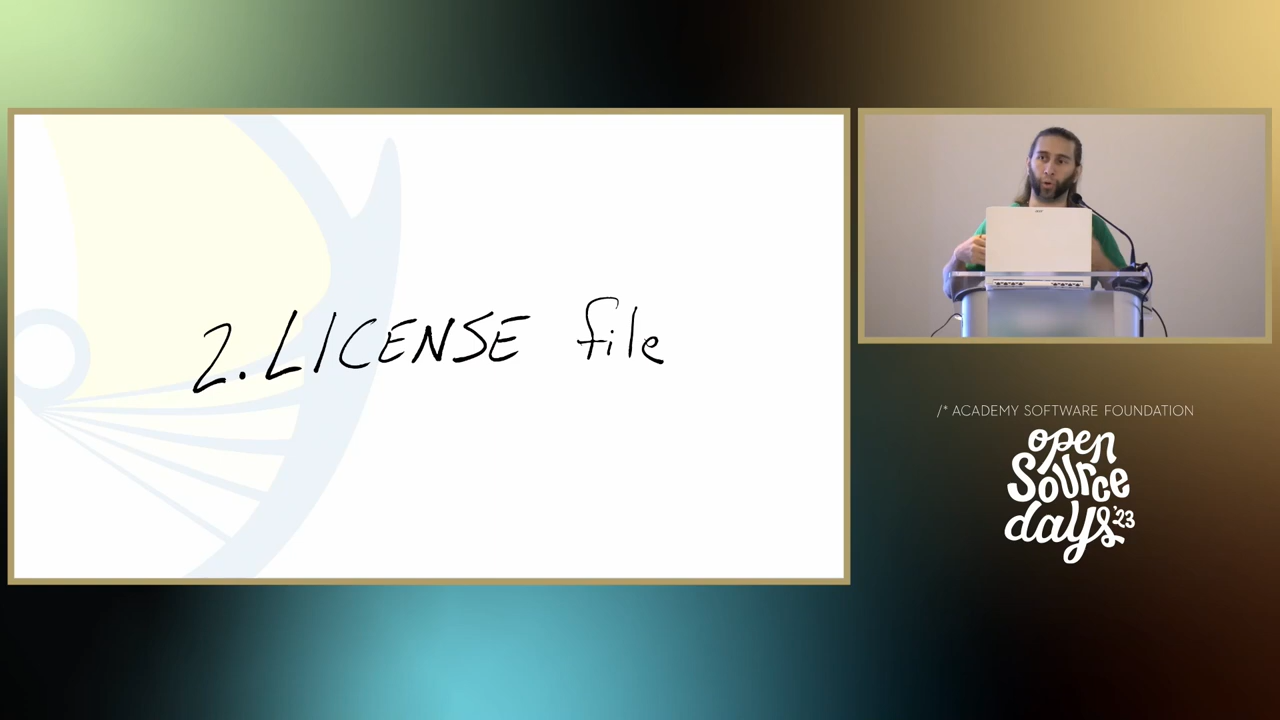 2. LICENSE file
/* ACADEMY SOFTWARE FOUNDATION
open
Source
days '23